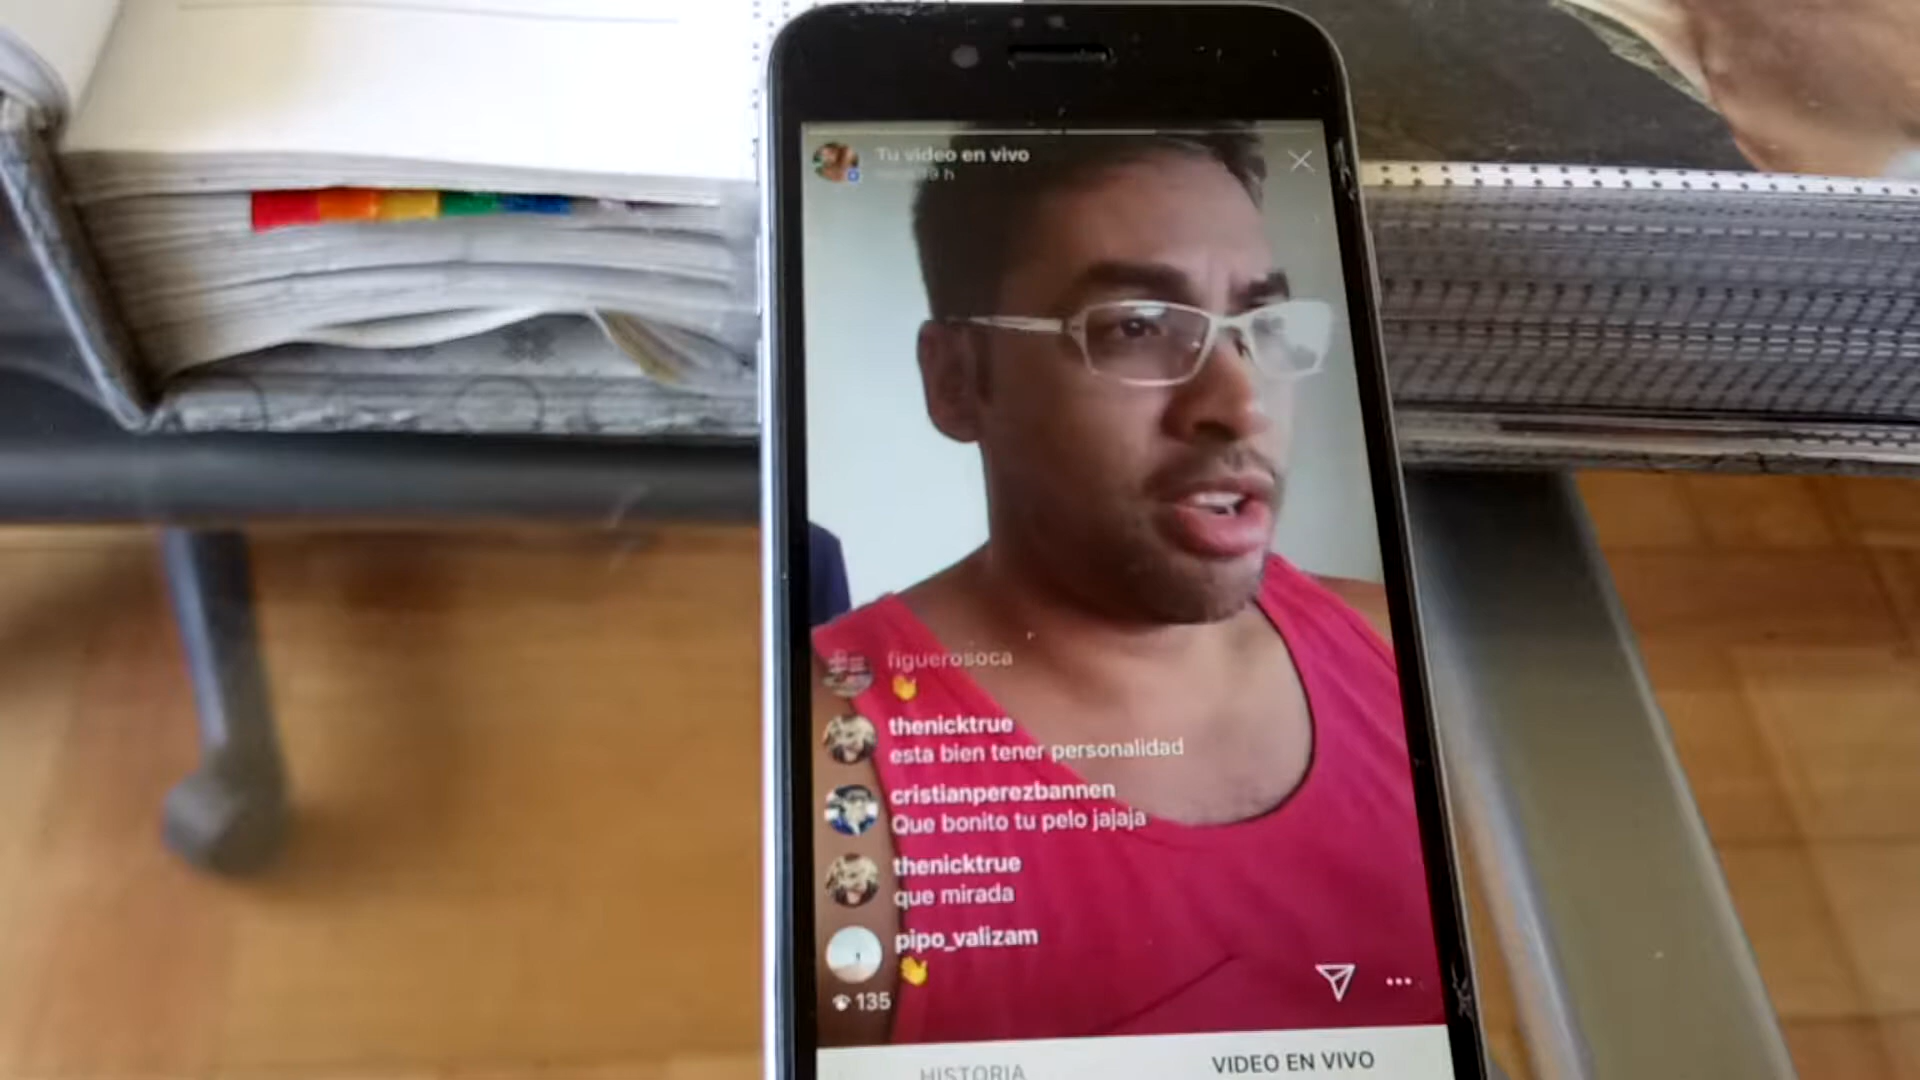 Tu video en vivo
figuerosoca
👋
thenicktrue
esta bien tener personalidad
cristianperezbannen
Que bonito tu pelo jajaja
thenicktrue
que mirada
pipo_valizam
👋
135
HISTORIA
VIDEO EN VIVO